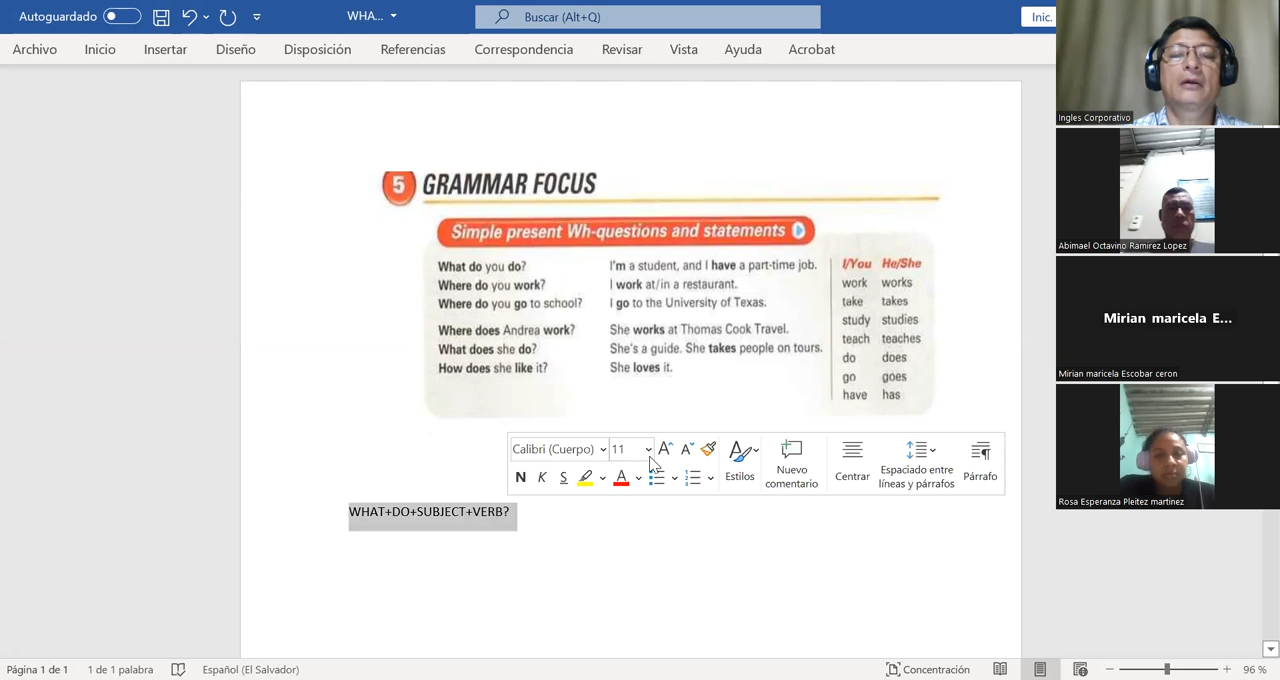 Autoguardado
WHA...
Buscar (Alt+Q)
Inic.
Archivo Inicio Insertar Diseño Disposición Referencias Correspondencia Revisar Vista Ayuda Acrobat
5 GRAMMAR FOCUS
Simple present Wh-questions and statements
What do you do? I'm a student, and I have a part-time job.
Where do you work? I work at/in a restaurant.
Where do you go to school? I go to the University of Texas.
Where does Andrea work? She works at Thomas Cook Travel.
What does she do? She's a guide. She takes people on tours.
How does she like it? She loves it.
I/You He/She
work works
take takes
study studies
teach teaches
do does
go goes
have has
Calibri (Cuerpo) 11
N K S
Estilos
Nuevo comentario
Centrar
Espaciado entre líneas y párrafos
Párrafo
WHAT+DO+SUBJECT+VERB?
Ingles Corporativo
Abimael Octavino Ramirez Lopez
Mirian maricela E...
Mirian maricela Escobar ceron
Rosa Esperanza Pleitez martinez
Página 1 de 1 1 de 1 palabra Español (El Salvador) Concentración 96 %